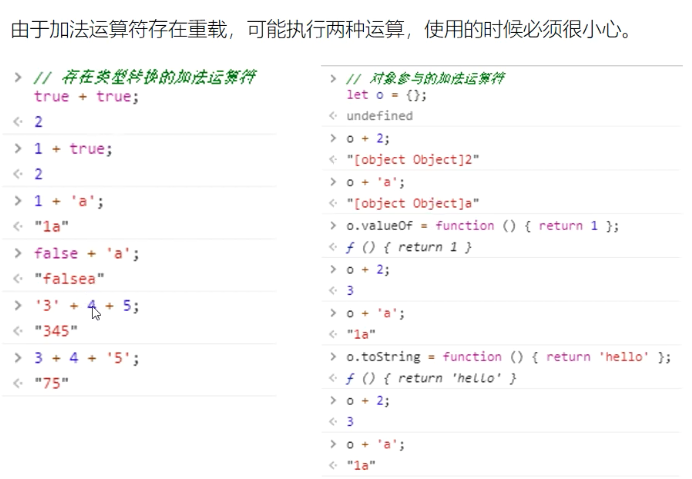 由于加法运算符存在重载，可能执行两种运算，使用的时候必须很小心。
> // 存在类型转换的加法运算符
true + true;
<· 2
> 1 + true;
<· 2
> 1 + 'a';
<· "1a"
> false + 'a';
<· "falsea"
> '3' + 4 + 5;
<· "345"
> 3 + 4 + '5';
<· "75"
> // 对象参与的加法运算符
let o = {};
<· undefined
> o + 2;
<· "[object Object]2"
> o + 'a';
<· "[object Object]a"
> o.valueOf = function () { return 1 };
<· ƒ () { return 1 }
> o + 2;
<· 3
> o + 'a';
<· "1a"
> o.toString = function () { return 'hello' };
<· ƒ () { return 'hello' }
> o + 2;
<· 3
> o + 'a';
<· "1a"